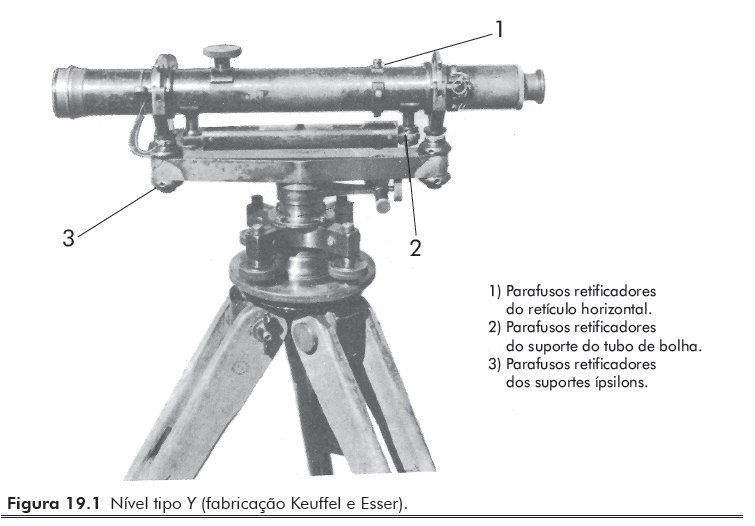 1
3
2
1) Parafusos retificadores
do retículo horizontal.
2) Parafusos retificadores
do suporte do tubo de bolha.
3) Parafusos retificadores
dos suportes ípsilons.
Figura 19.1 Nível tipo Y (fabricação Keuffel e Esser).